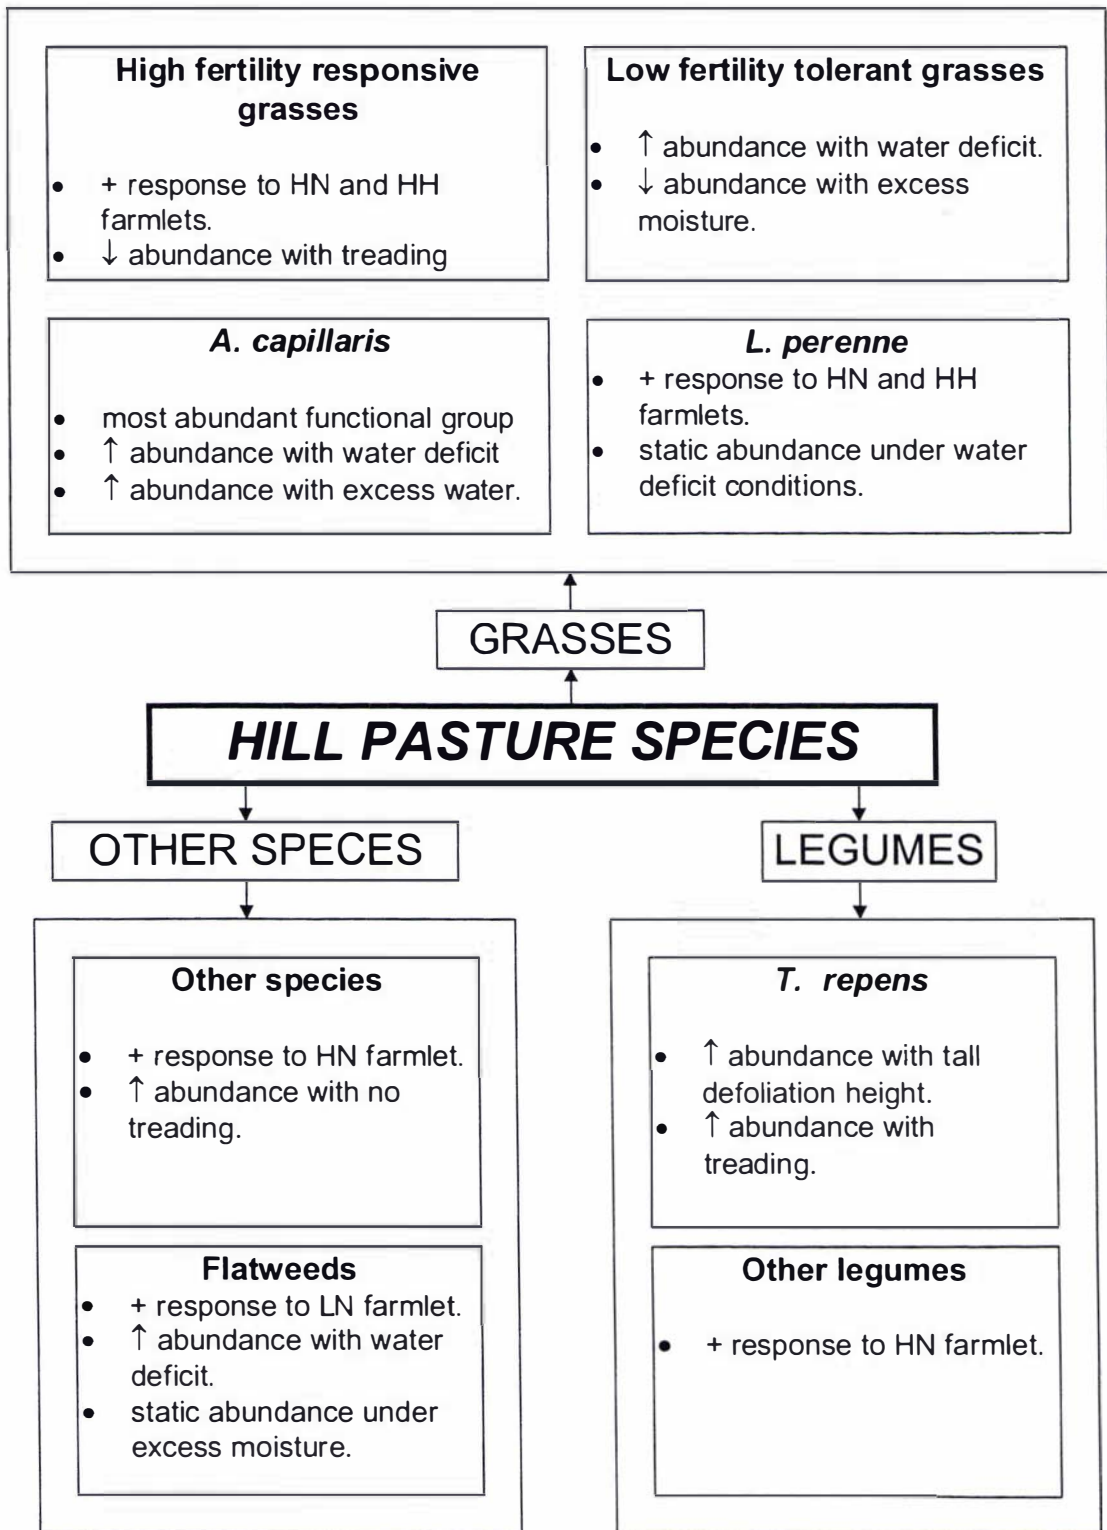 High fertility responsive
grasses
• + response to HN and HH
farmlets.
• ↓ abundance with treading
Low fertility tolerant grasses
• ↑ abundance with water deficit.
• ↓ abundance with excess
moisture.
A. capillaris
• most abundant functional group
• ↑ abundance with water deficit
• ↑ abundance with excess water.
L. perenne
• + response to HN and HH
farmlets.
• static abundance under water
deficit conditions.
GRASSES
HILL PASTURE SPECIES
OTHER SPECES
LEGUMES
Other species
• + response to HN farmlet.
• ↑ abundance with no
treading.
Flatweeds
• + response to LN farmlet.
• ↑ abundance with water
deficit.
• static abundance under
excess moisture.
T. repens
• ↑ abundance with tall
defoliation height.
• ↑ abundance with
treading.
Other legumes
• + response to HN farmlet.